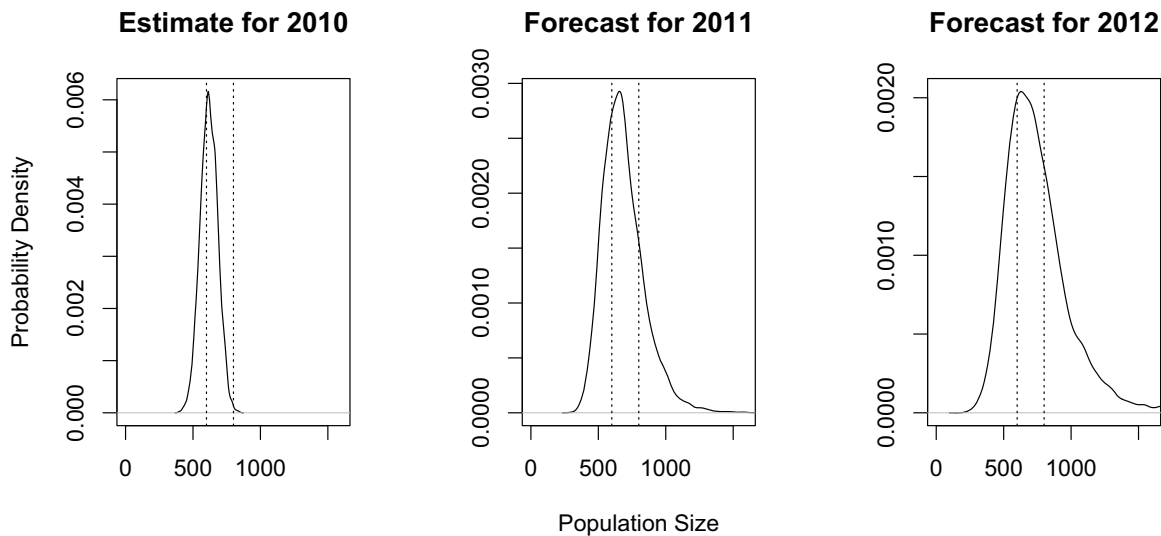 Estimate for 2010
Forecast for 2011
Forecast for 2012
Probability Density
0.006
0.004
0.002
0.000
0 500 1000
0.0030
0.0020
0.0010
0.0000
0 500 1000
0.0020
0.0010
0.0000
0 500 1000
Population Size